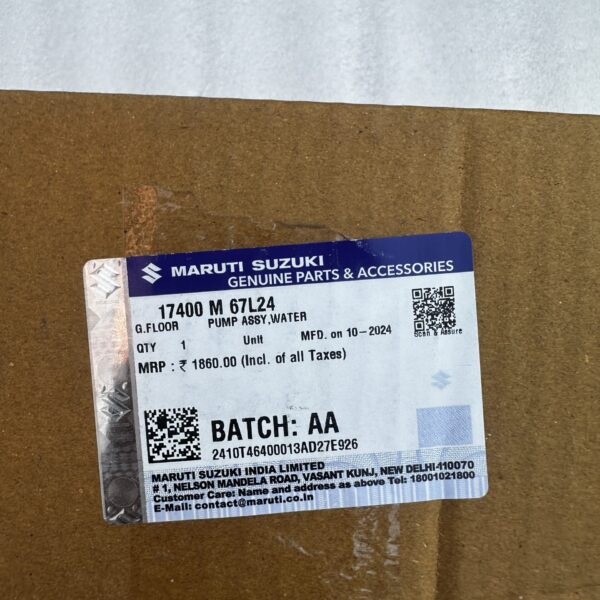 MARUTI SUZUKI
GENUINE PARTS & ACCESSORIES
17400 M 67L24
G.FLOOR PUMP ASSY,WATER
QTY 1 Unit MFD. on 10-2024
MRP : ₹ 1860.00 (Incl. of all Taxes)
Scan & Assure
BATCH: AA
2410T46400013AD27E926
MARUTI SUZUKI INDIA LIMITED
# 1, NELSON MANDELA ROAD, VASANT KUNJ, NEW DELHI-110070
Customer Care: Name and address as above Tel: 18001021800
E-Mail: contact@maruti.co.in